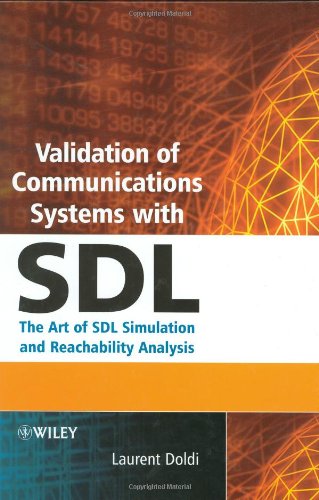 Validation of
Communications
Systems with
SDL
The Art of SDL Simulation
and Reachability Analysis
WILEY
Laurent Doldi